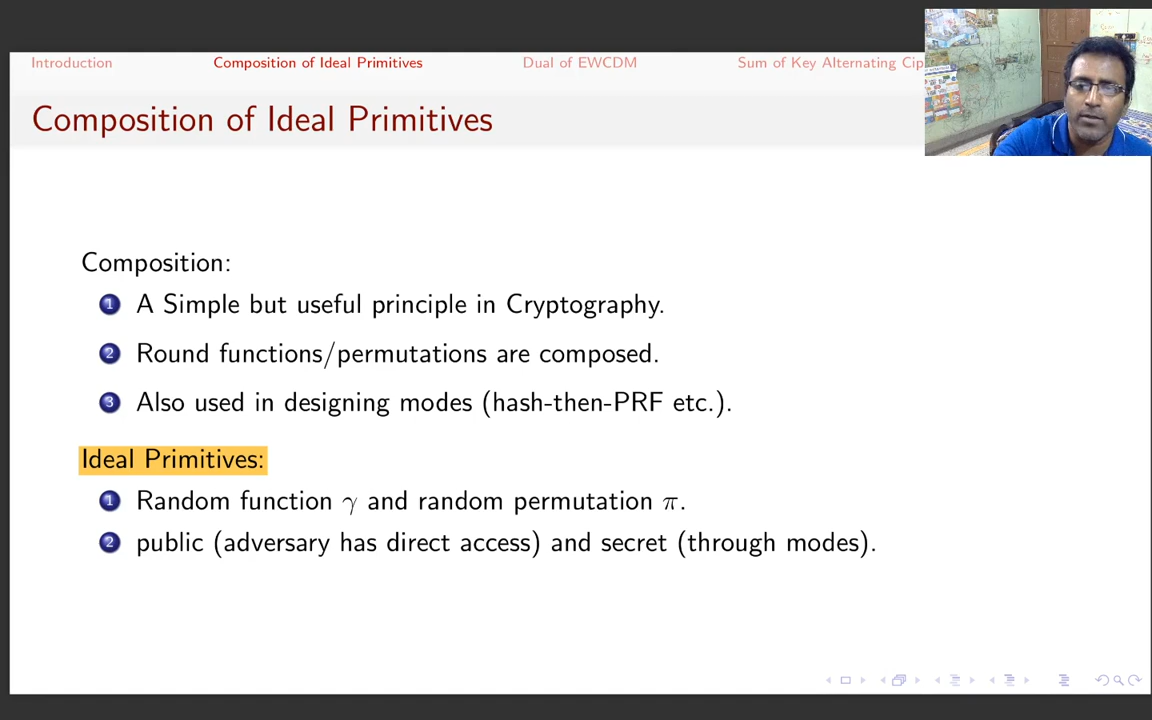 Introduction
Composition of Ideal Primitives
Dual of EWCDM
Sum of Key Alternating Cip
Composition of Ideal Primitives
Composition:
1 A Simple but useful principle in Cryptography.
2 Round functions/permutations are composed.
3 Also used in designing modes (hash-then-PRF etc.).
Ideal Primitives:
1 Random function γ and random permutation π.
2 public (adversary has direct access) and secret (through modes).